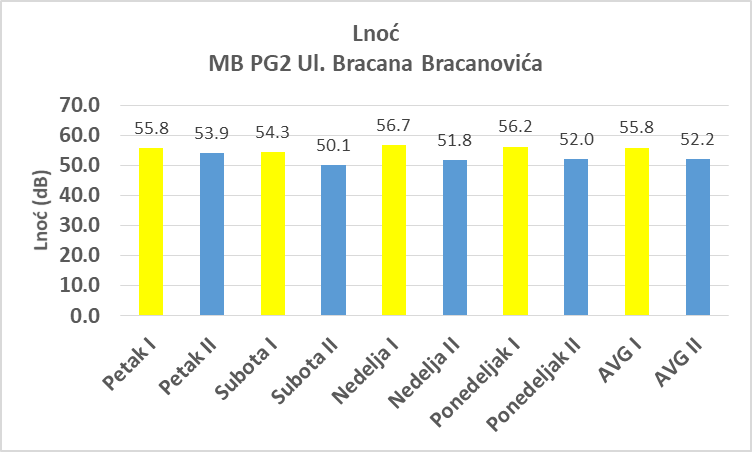 Lnoć
MB PG2 Ul. Bracana Bracanovića
70.0
60.0
50.0
40.0
30.0
20.0
10.0
0.0
Lnoć (dB)
55.8
53.9
54.3
50.1
56.7
51.8
56.2
52.0
55.8
52.2
Petak I
Petak II
Subota I
Subota II
Nedelja I
Nedelja II
Ponedeljak I
Ponedeljak II
AVG I
AVG II